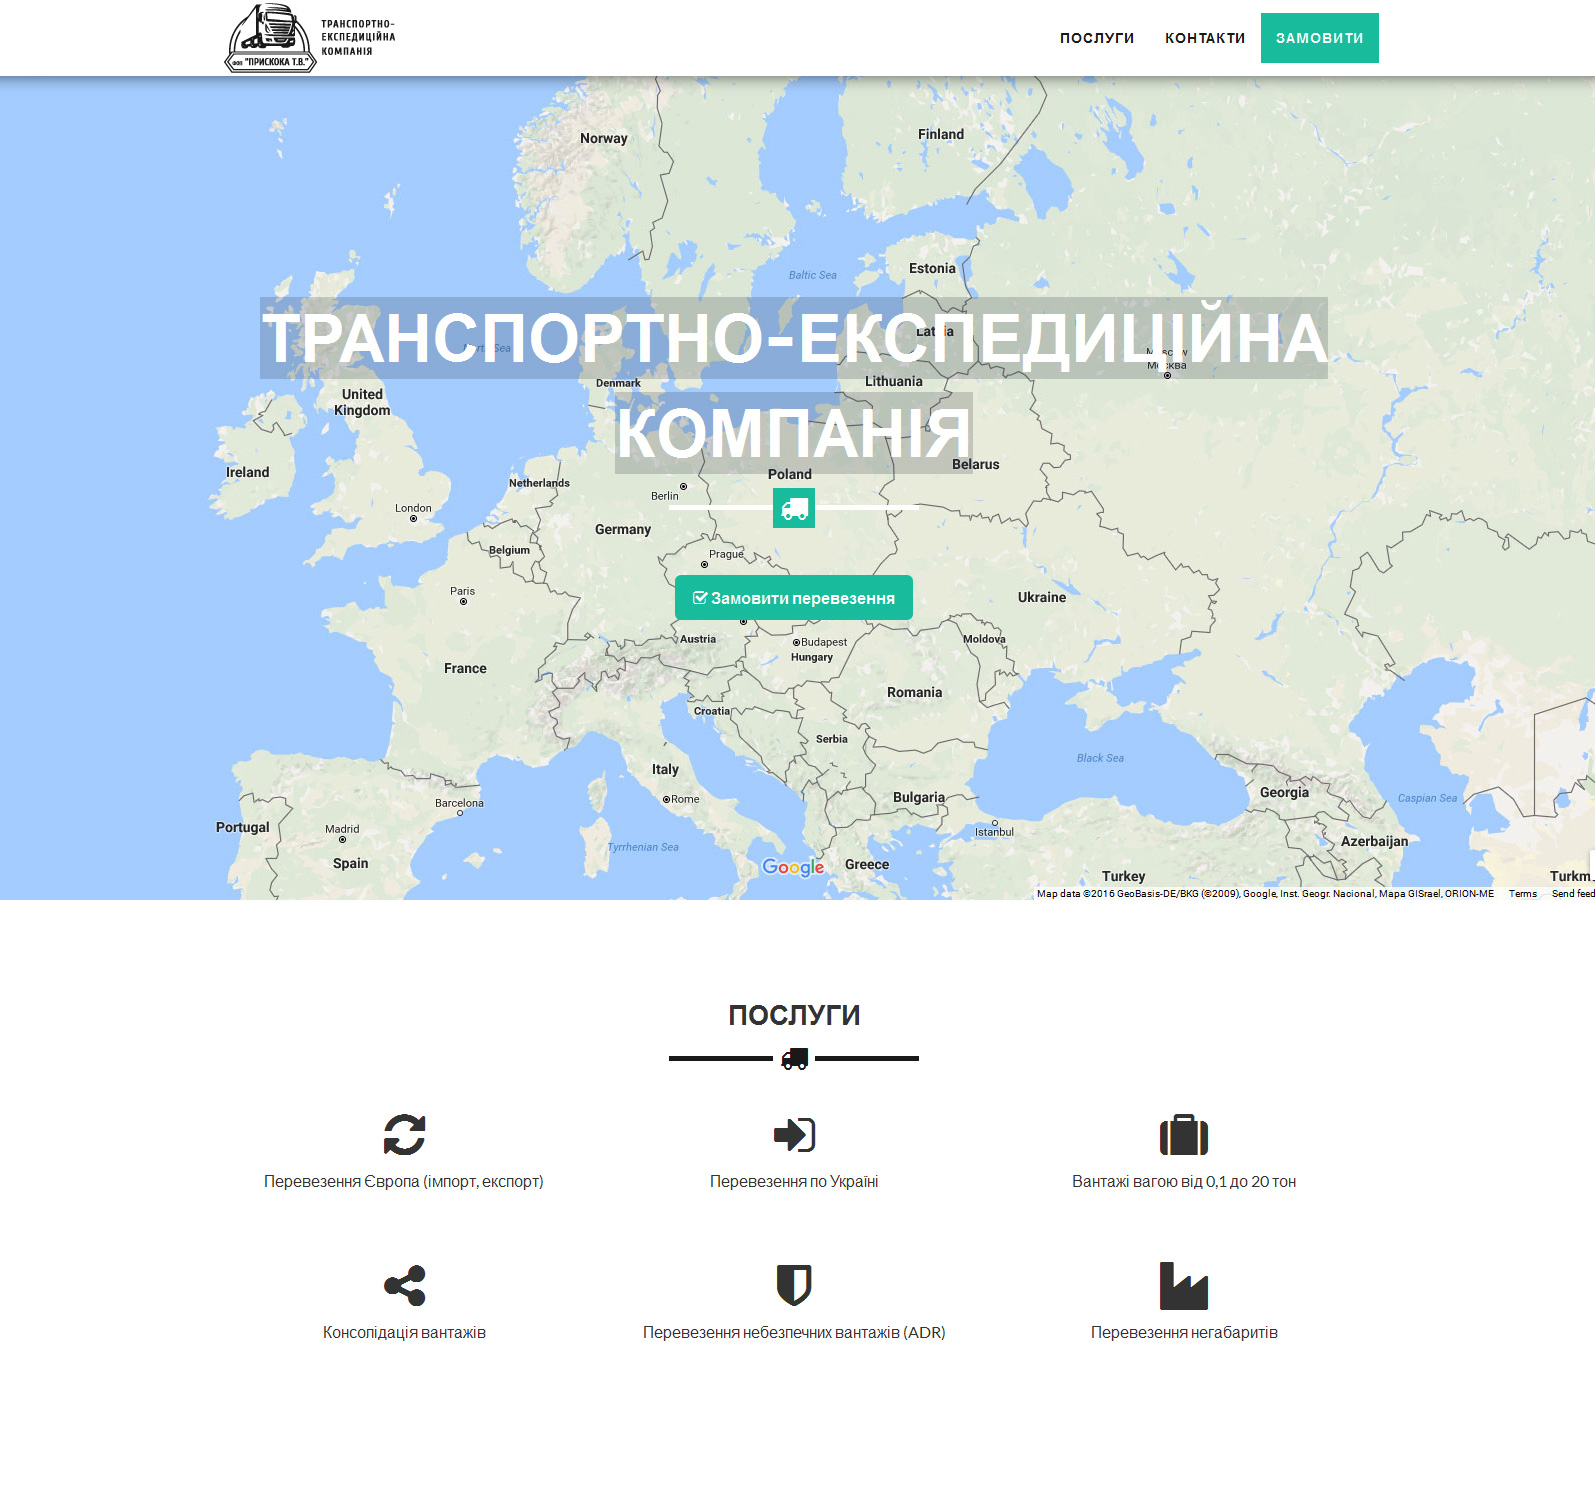 ТРАНСПОРТНО-
ЕКСПЕДИЦІЙНА
КОМПАНІЯ
ФОП "ПРИСКОКА Т.В."
ПОСЛУГИ
КОНТАКТИ
ЗАМОВИТИ
Norway
Finland
Baltic Sea
Estonia
ТРАНСПОРТНО-ЕКСПЕДИЦІЙНА
Latvia
North Sea
Moscow
Москва
Denmark
Lithuania
United
Kingdom
КОМПАНІЯ
Ireland
Belarus
Poland
Netherlands
Berlin
London
Germany
Belgium
Prague
Paris
Ukraine
Замовити перевезення
Austria
Budapest
Hungary
Moldova
France
Romania
Croatia
Serbia
Black Sea
Italy
Rome
Barcelona
Bulgaria
Georgia
Caspian Sea
Portugal
Madrid
Istanbul
Azerbaijan
Tyrrhenian Sea
Spain
Google
Greece
Turkey
Turkm
Map data ©2016 GeoBasis-DE/BKG (©2009), Google, Inst. Geogr. Nacional, Mapa GISrael, ORION-ME
Terms
Send feed
ПОСЛУГИ
Перевезення Європа (імпорт, експорт)
Перевезення по Україні
Вантажі вагою від 0,1 до 20 тон
Консолідація вантажів
Перевезення небезпечних вантажів (ADR)
Перевезення негабаритів